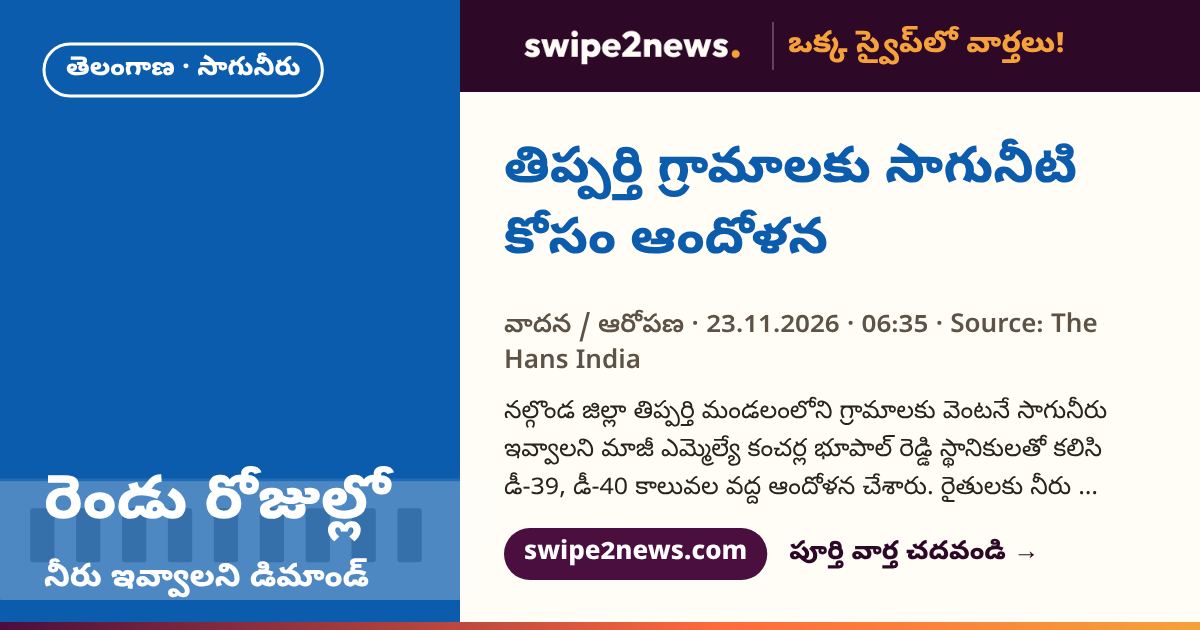 తెలంగాణ · సాగునీరు
రెండు రోజుల్లో
నీరు ఇవ్వాలని డిమాండ్
swipe2news.
ఒక్క స్వైప్‌లో వార్తలు!
తిప్పర్తి గ్రామాలకు సాగునీటి
కోసం ఆందోళన
వాదన / ఆరోపణ · 23.11.2026 · 06:35 · Source: The
Hans India
నల్గొండ జిల్లా తిప్పర్తి మండలంలోని గ్రామాలకు వెంటనే సాగునీరు
ఇవ్వాలని మాజీ ఎమ్మెల్యే కంచర్ల భూపాల్ రెడ్డి స్థానికులతో కలిసి
డీ-39, డీ-40 కాలువల వద్ద ఆందోళన చేశారు. రైతులకు నీరు ...
swipe2news.com
పూర్తి వార్త చదవండి →